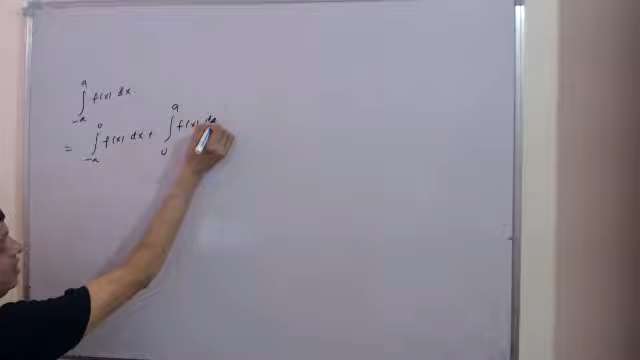 ∫_{-a}^{a} f(x) dx
= ∫_{-a}^{0} f(x) dx + ∫_{0}^{a} f(x) dx